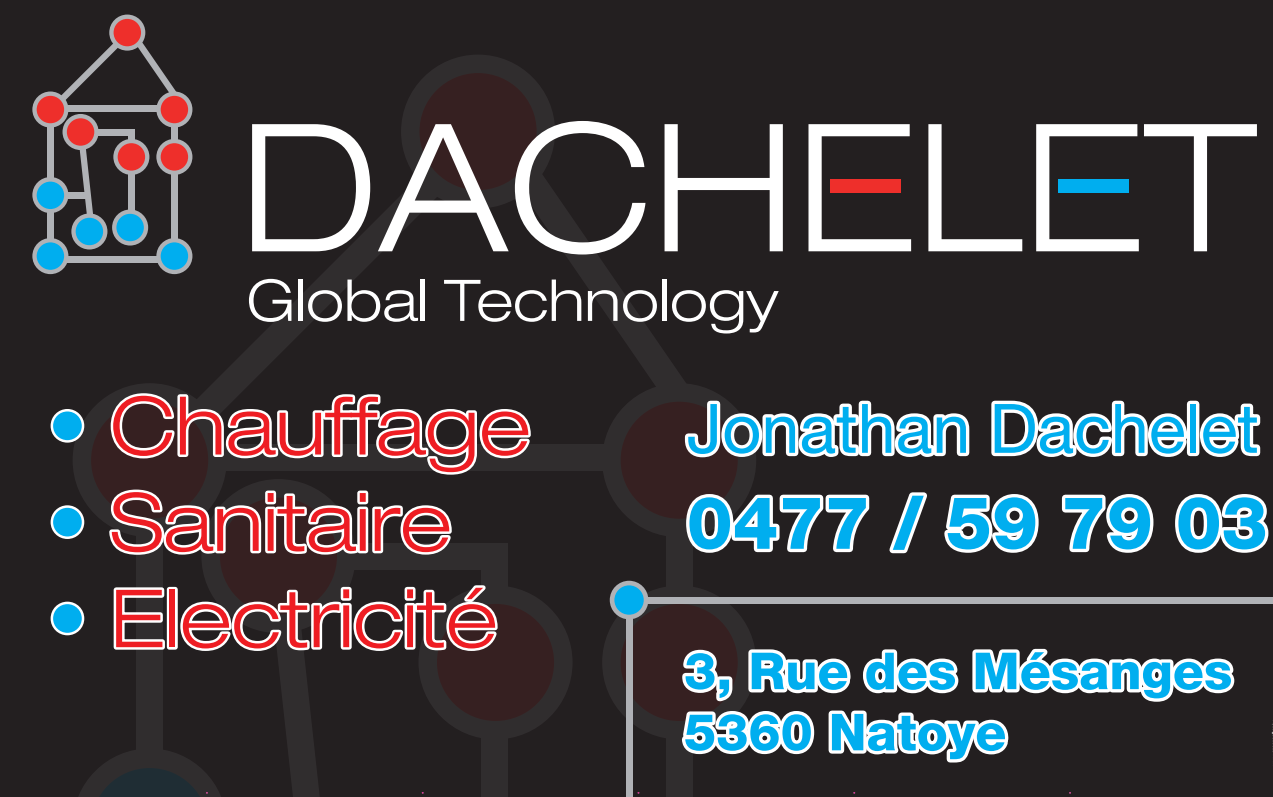 DACHELET
Global Technology
• Chauffage
• Sanitaire
• Electricité
Jonathan Dachelet
0477 / 59 79 03
3, Rue des Mésanges
5360 Natoye